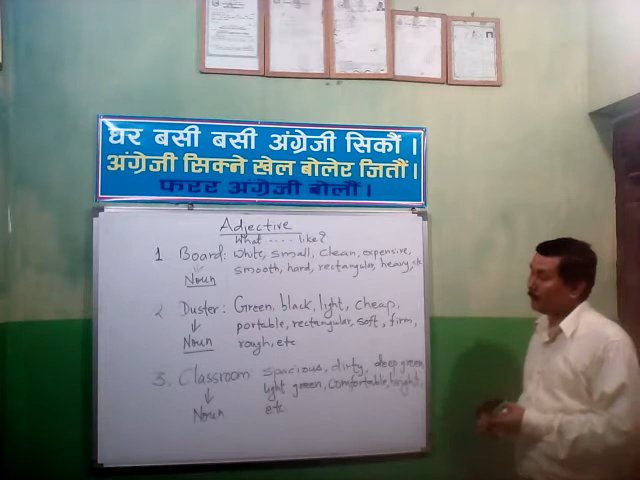 घर बसी बसी अंग्रेजी सिकौं ।
अंग्रेजी सिक्ने खेल बोलेर जितौं ।
फरर अंग्रेजी बोलौं ।
Adjective
What ..... like?
1 Board: White, small, clean, expensive,
Noun smooth, hard, rectangular, heavy, etc
2 Duster: Green, black, light, cheap,
portable, rectangular, soft, firm,
Noun rough, etc
3. Classroom: spacious, dirty, deep green,
light green, comfortable, bright,
Noun etc